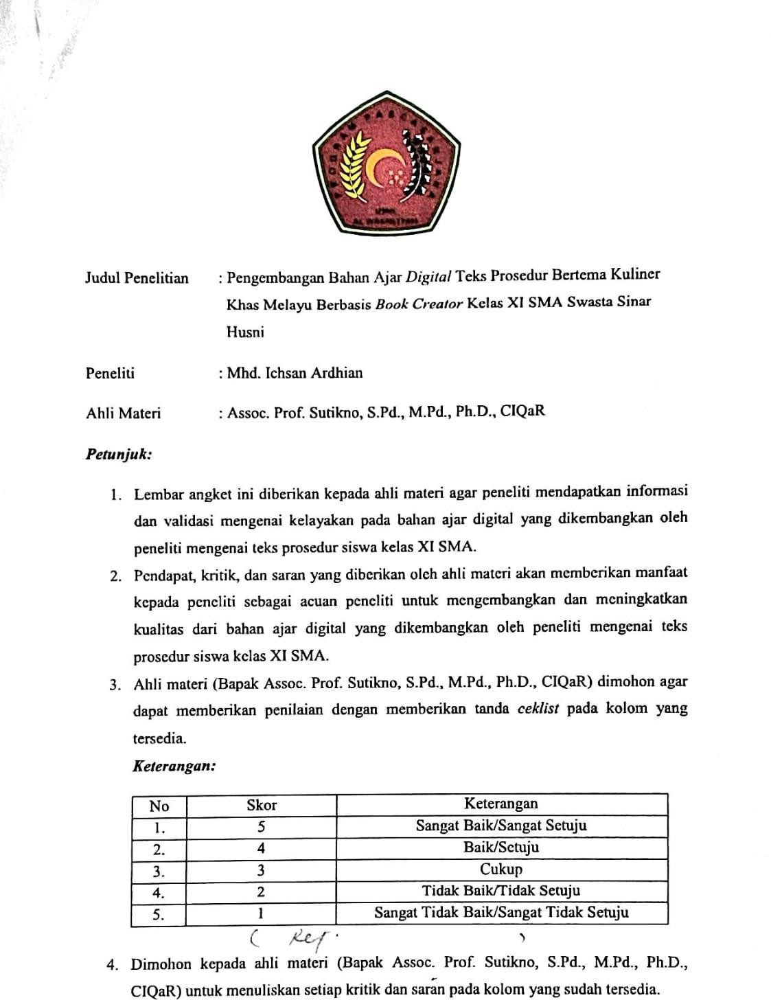 PROGRAM PASCASARJANA
UMN
AL WASHLIYAH
Judul Penelitian : Pengembangan Bahan Ajar Digital Teks Prosedur Bertema Kuliner
Khas Melayu Berbasis Book Creator Kelas XI SMA Swasta Sinar
Husni
Peneliti : Mhd. Ichsan Ardhian
Ahli Materi : Assoc. Prof. Sutikno, S.Pd., M.Pd., Ph.D., CIQaR
Petunjuk:
1. Lembar angket ini diberikan kepada ahli materi agar peneliti mendapatkan informasi
dan validasi mengenai kelayakan pada bahan ajar digital yang dikembangkan oleh
peneliti mengenai teks prosedur siswa kelas XI SMA.
2. Pendapat, kritik, dan saran yang diberikan oleh ahli materi akan memberikan manfaat
kepada peneliti sebagai acuan peneliti untuk mengembangkan dan meningkatkan
kualitas dari bahan ajar digital yang dikembangkan oleh peneliti mengenai teks
prosedur siswa kelas XI SMA.
3. Ahli materi (Bapak Assoc. Prof. Sutikno, S.Pd., M.Pd., Ph.D., CIQaR) dimohon agar
dapat memberikan penilaian dengan memberikan tanda ceklist pada kolom yang
tersedia.
Keterangan:
No Skor Keterangan
1. 5 Sangat Baik/Sangat Setuju
2. 4 Baik/Setuju
3. 3 Cukup
4. 2 Tidak Baik/Tidak Setuju
5. 1 Sangat Tidak Baik/Sangat Tidak Setuju
( Ref. )
4. Dimohon kepada ahli materi (Bapak Assoc. Prof. Sutikno, S.Pd., M.Pd., Ph.D.,
CIQaR) untuk menuliskan setiap kritik dan saran pada kolom yang sudah tersedia.